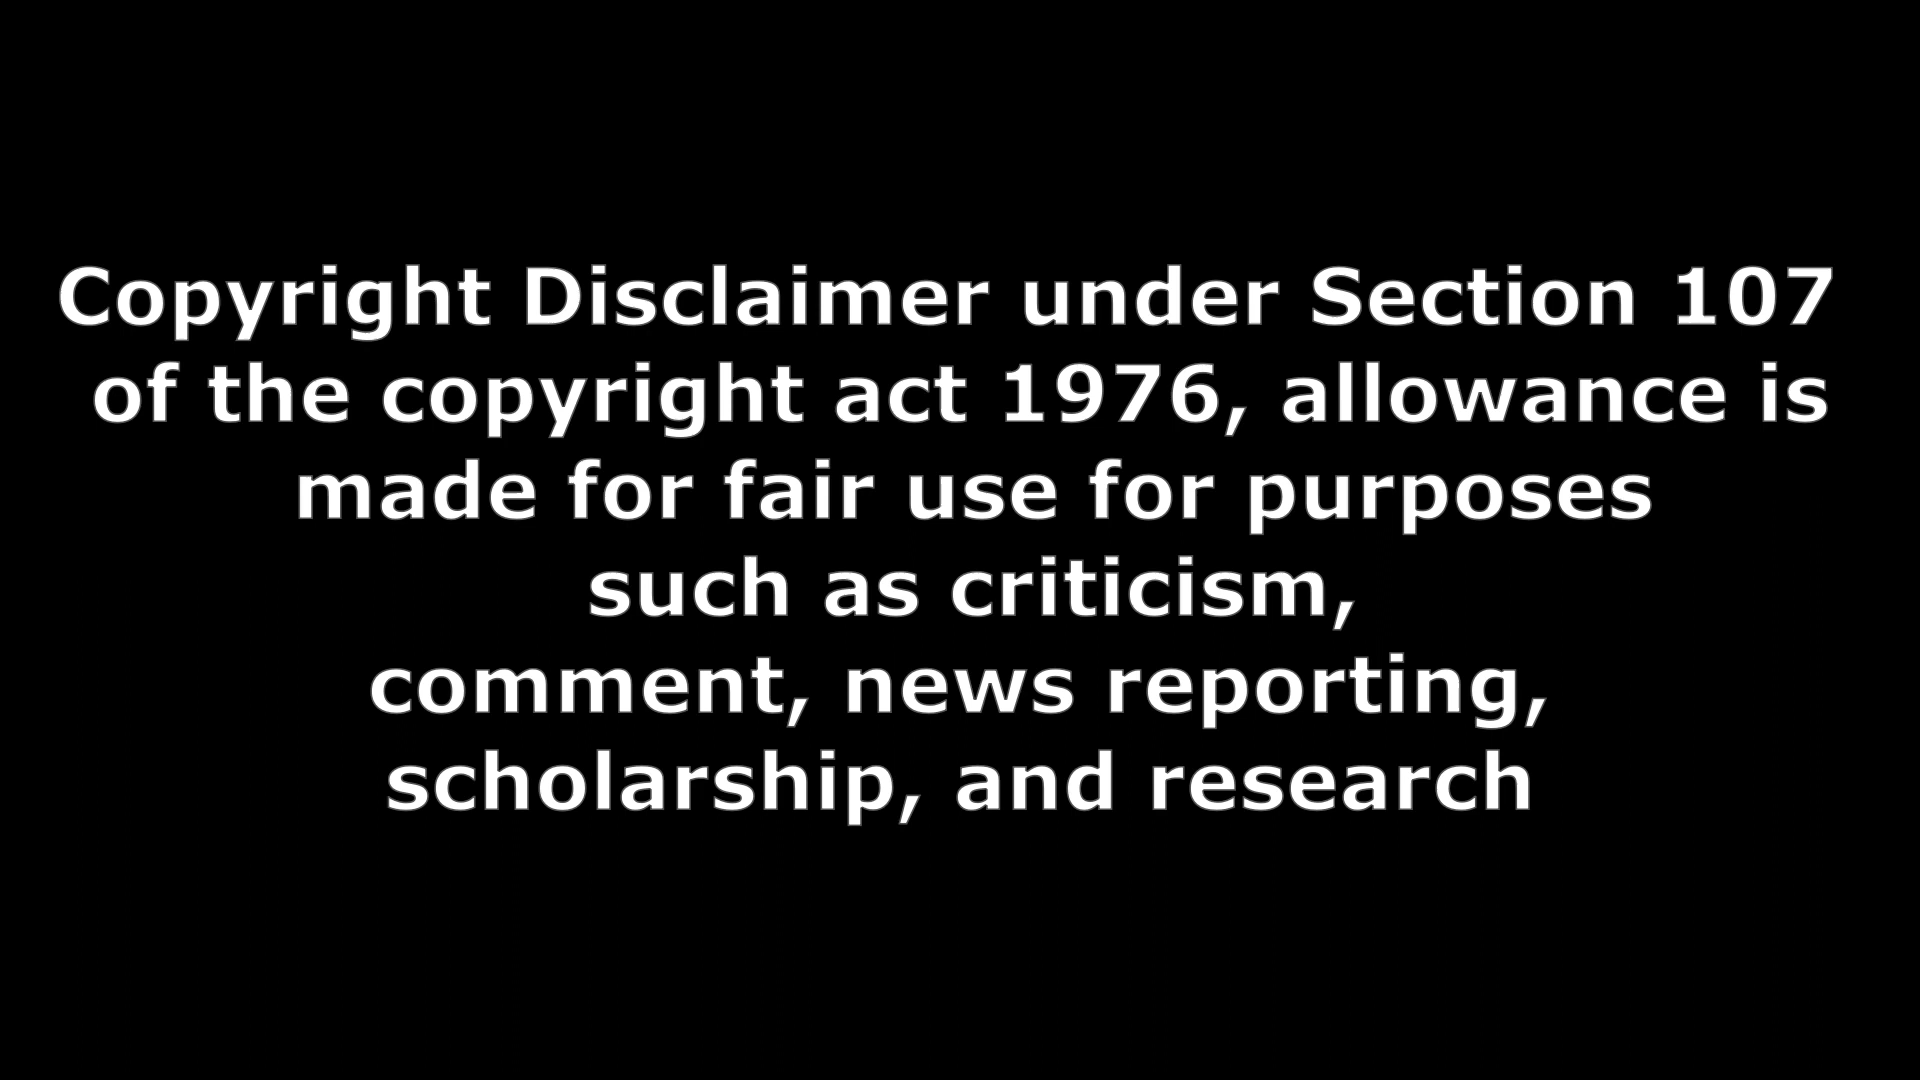 Copyright Disclaimer under Section 107
of the copyright act 1976, allowance is
made for fair use for purposes
such as criticism,
comment, news reporting,
scholarship, and research